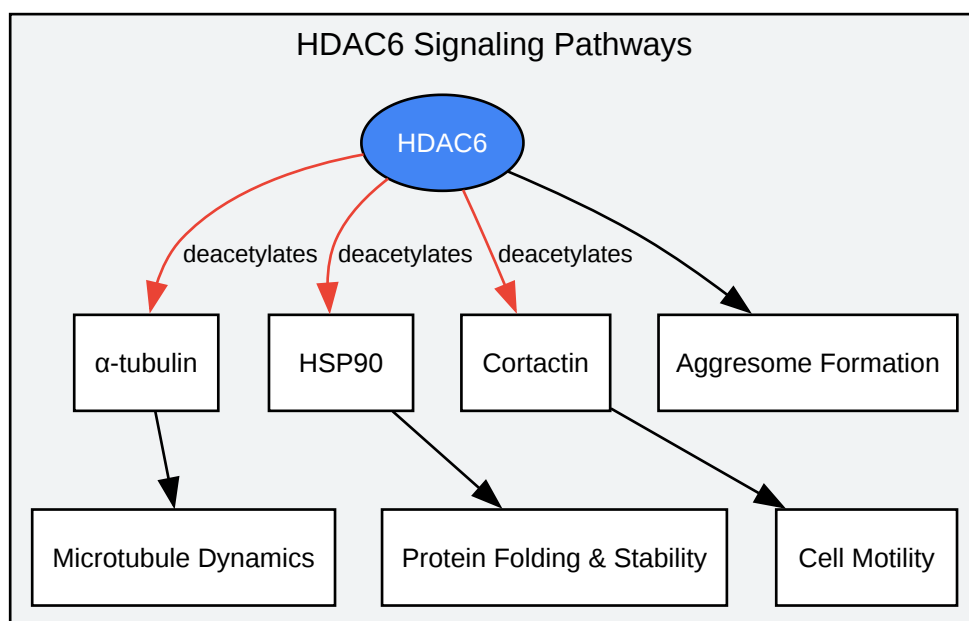 HDAC6 Signaling Pathways
HDAC6
deacetylates
deacetylates
deacetylates
α-tubulin
HSP90
Cortactin
Aggresome Formation
Microtubule Dynamics
Protein Folding & Stability
Cell Motility